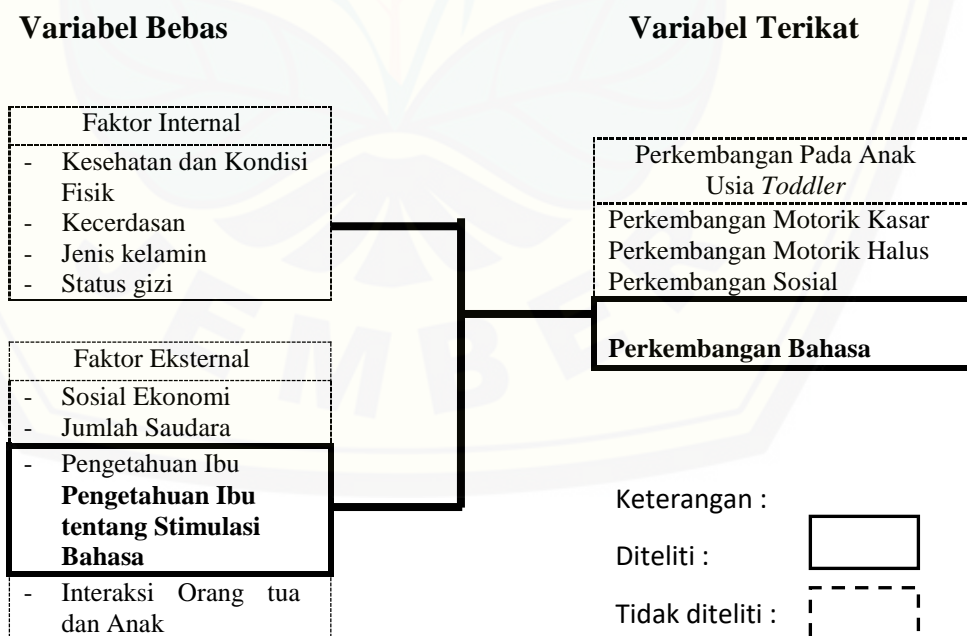 Variabel Bebas
Variabel Terikat
Faktor Internal
- Kesehatan dan Kondisi
Fisik
- Kecerdasan
- Jenis kelamin
- Status gizi
Faktor Eksternal
- Sosial Ekonomi
- Jumlah Saudara
- Pengetahuan Ibu
Pengetahuan Ibu
tentang Stimulasi
Bahasa
- Interaksi Orang tua
dan Anak
Perkembangan Pada Anak
Usia Toddler
Perkembangan Motorik Kasar
Perkembangan Motorik Halus
Perkembangan Sosial
Perkembangan Bahasa
Keterangan :
Diteliti :
Tidak diteliti :